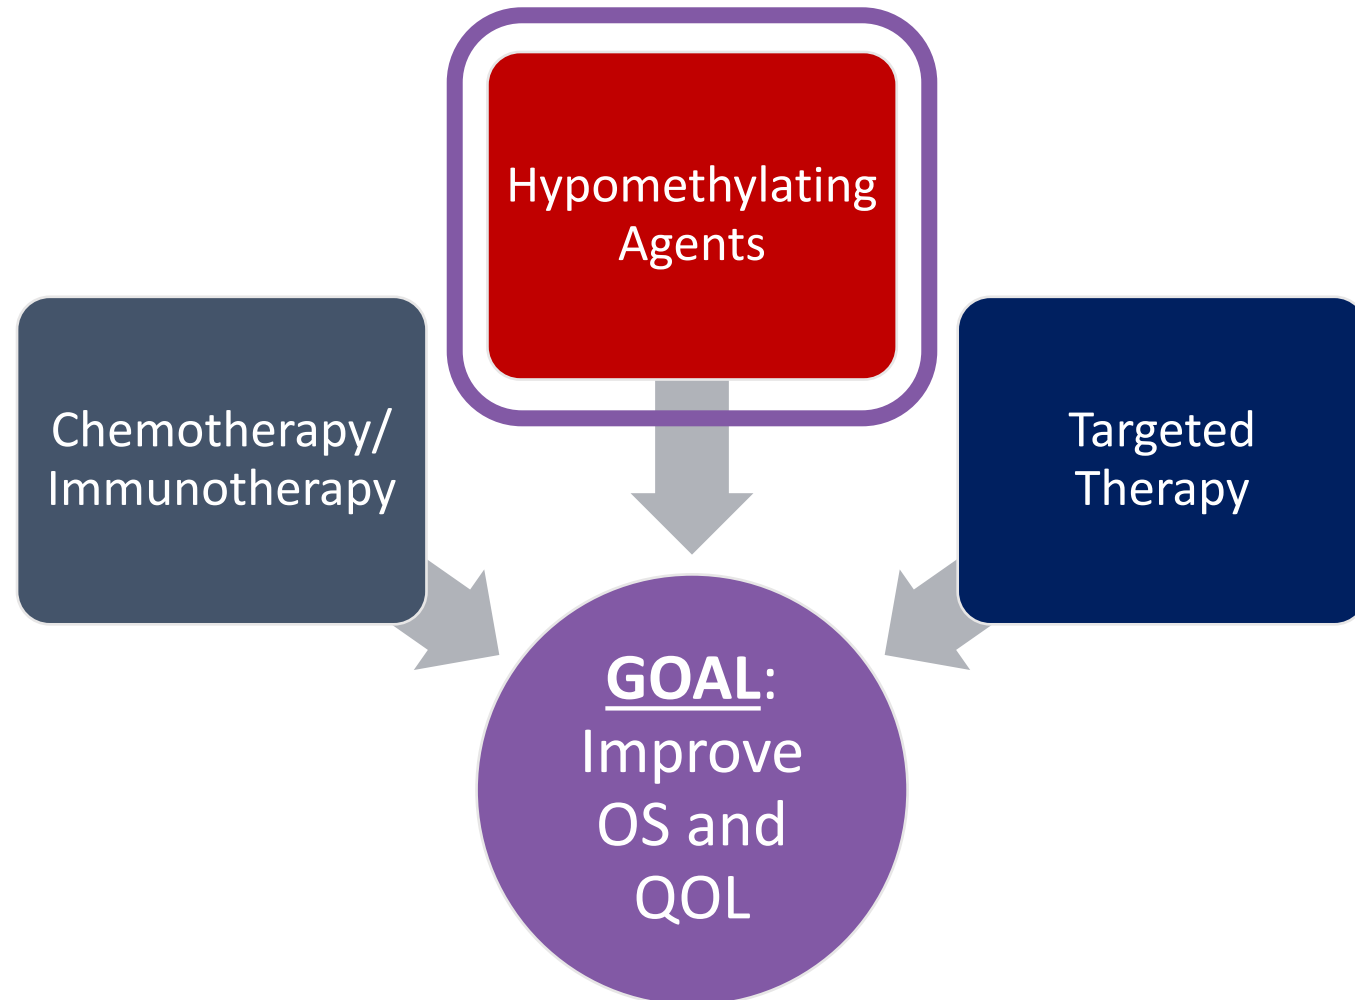 Hypomethylating
Agents
Chemotherapy/
Immunotherapy
Targeted
Therapy
GOAL:
Improve
OS and
QOL